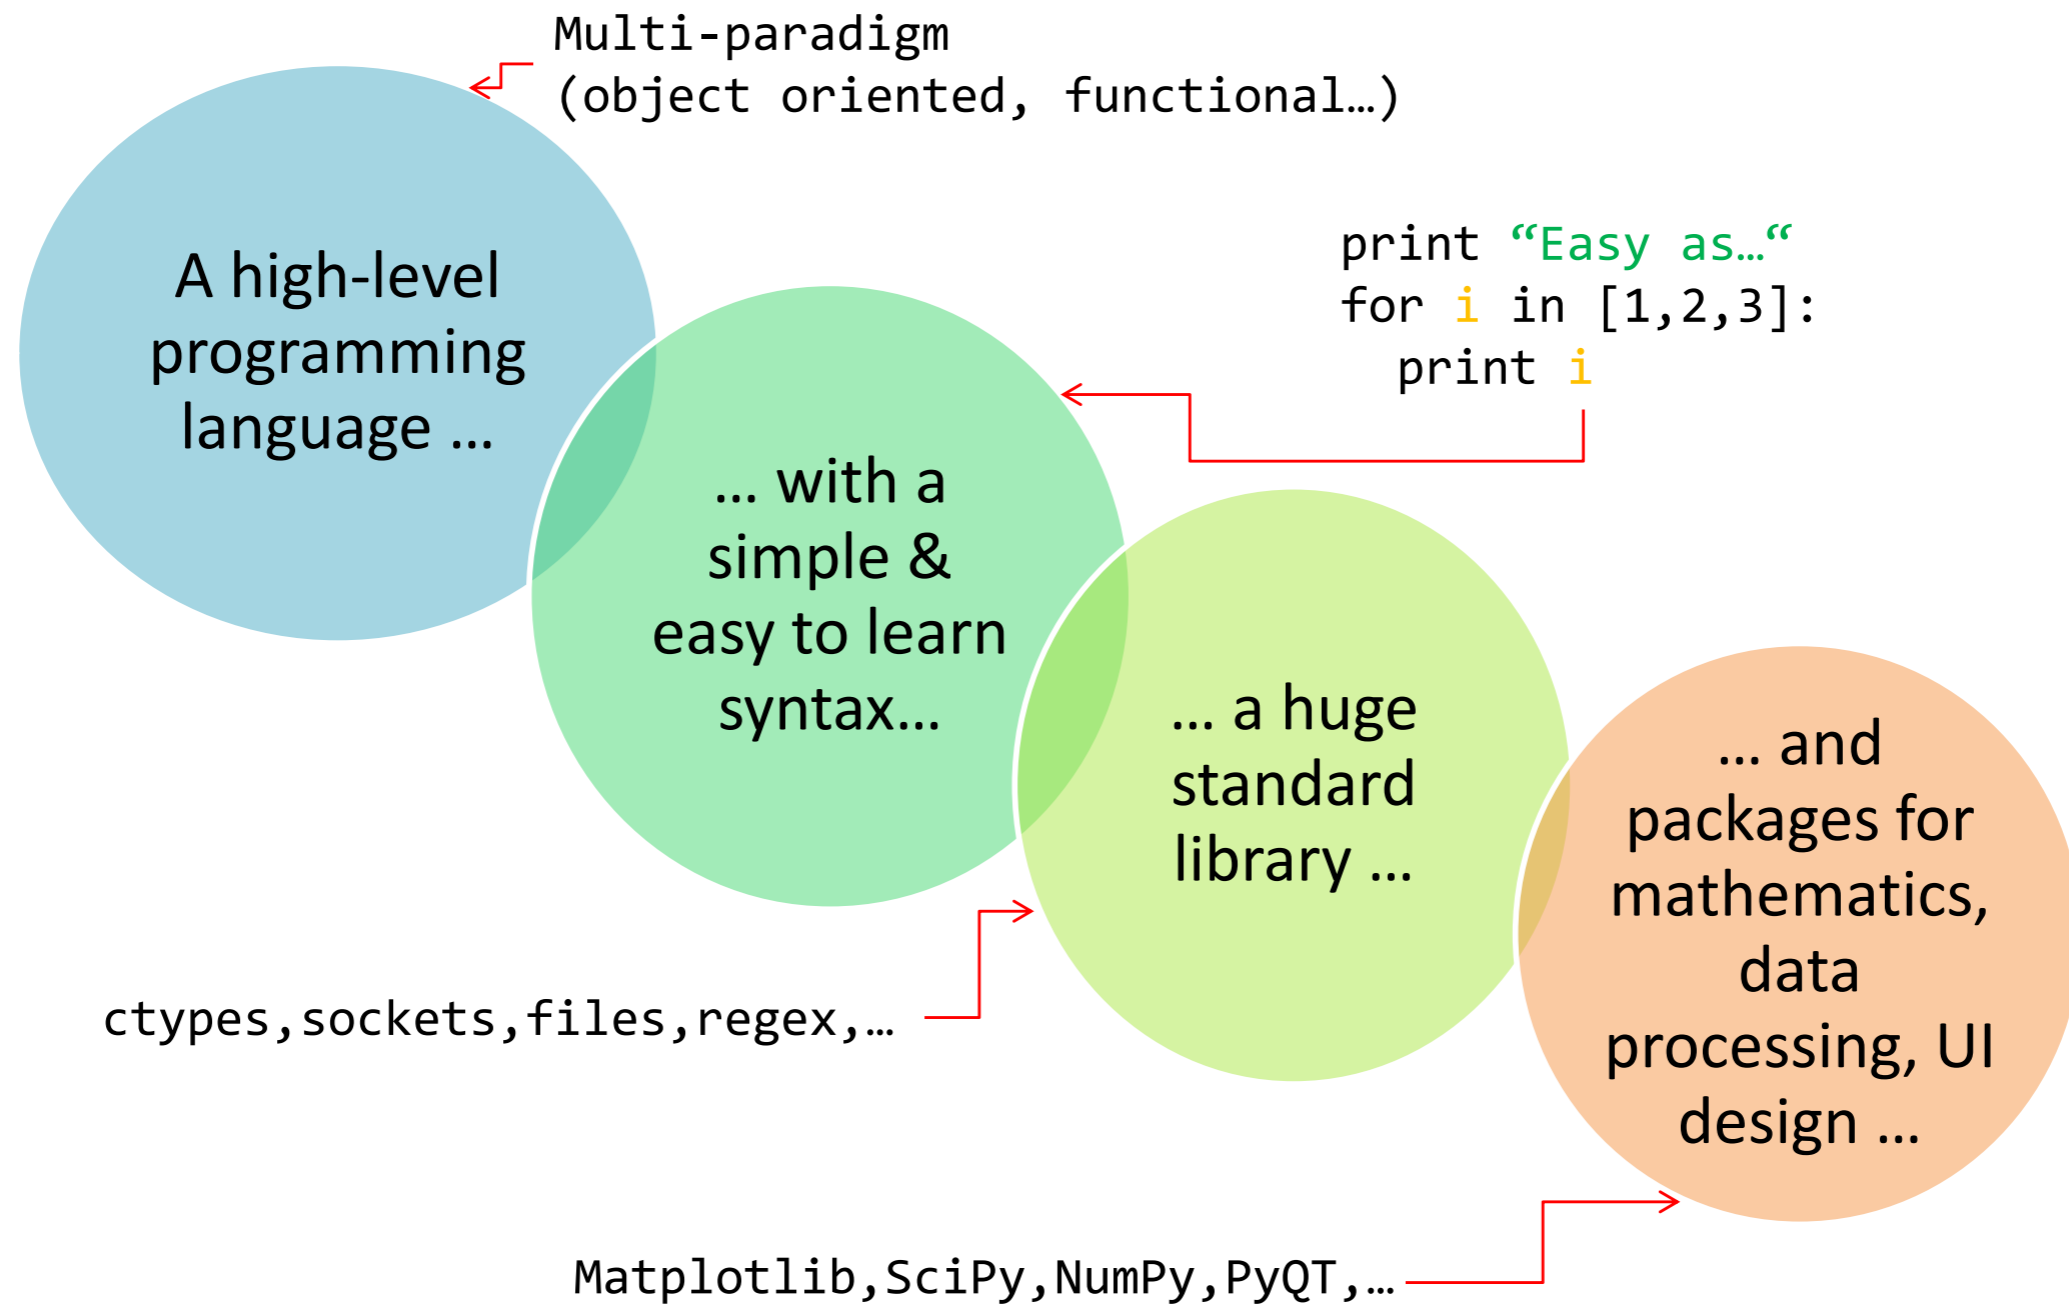 Multi-paradigm
(object oriented, functional…)
A high-level
programming
language …
print “Easy as…“
for i in [1,2,3]:
  print i
… with a
simple &
easy to learn
syntax…
… a huge
standard
library …
… and
packages for
mathematics,
data
processing, UI
design …
ctypes,sockets,files,regex,…
Matplotlib,SciPy,NumPy,PyQT,…